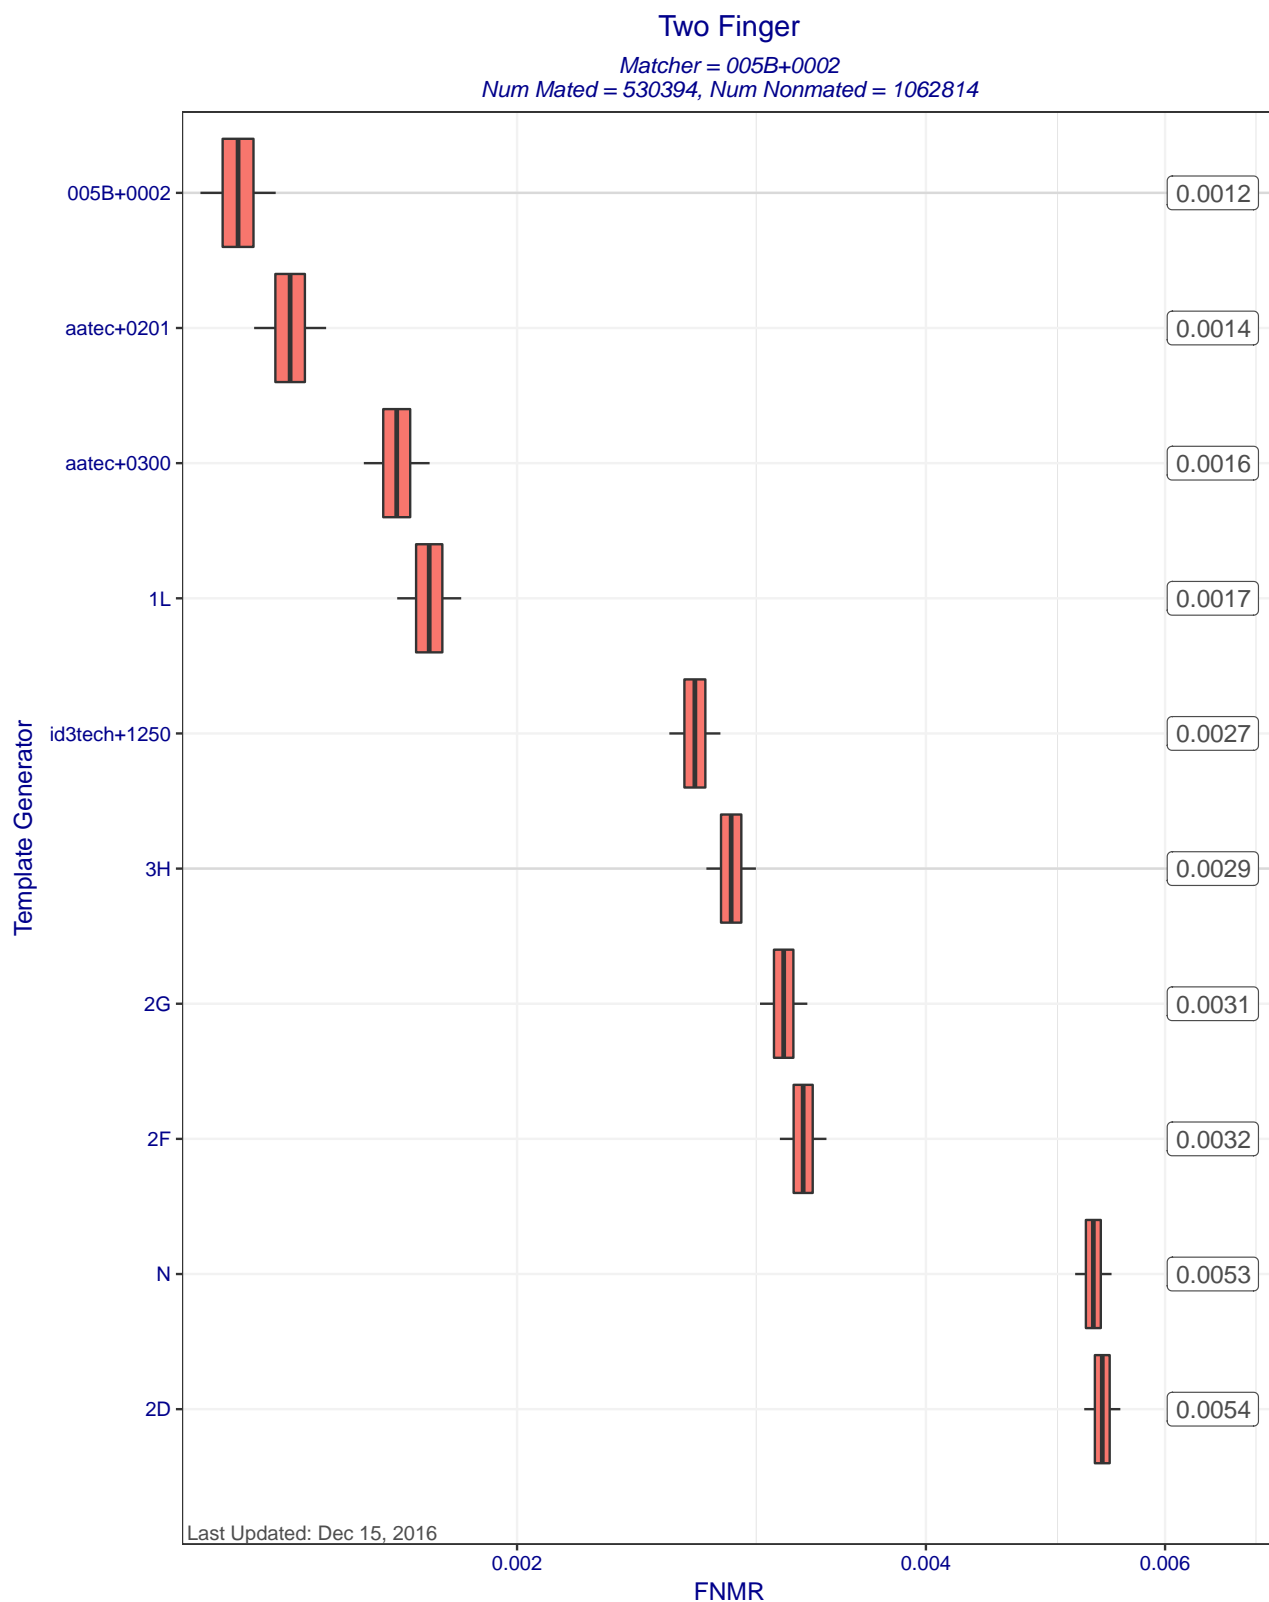 Two Finger
Matcher = 005B+0002
Num Mated = 530394, Num Nonmated = 1062814
005B+0002
0.0012
aatec+0201
0.0014
aatec+0300
0.0016
1L
0.0017
id3tech+1250
0.0027
3H
0.0029
2G
0.0031
2F
0.0032
N
0.0053
2D
0.0054
Template Generator
Last Updated: Dec 15, 2016
0.002
0.004
0.006
FNMR